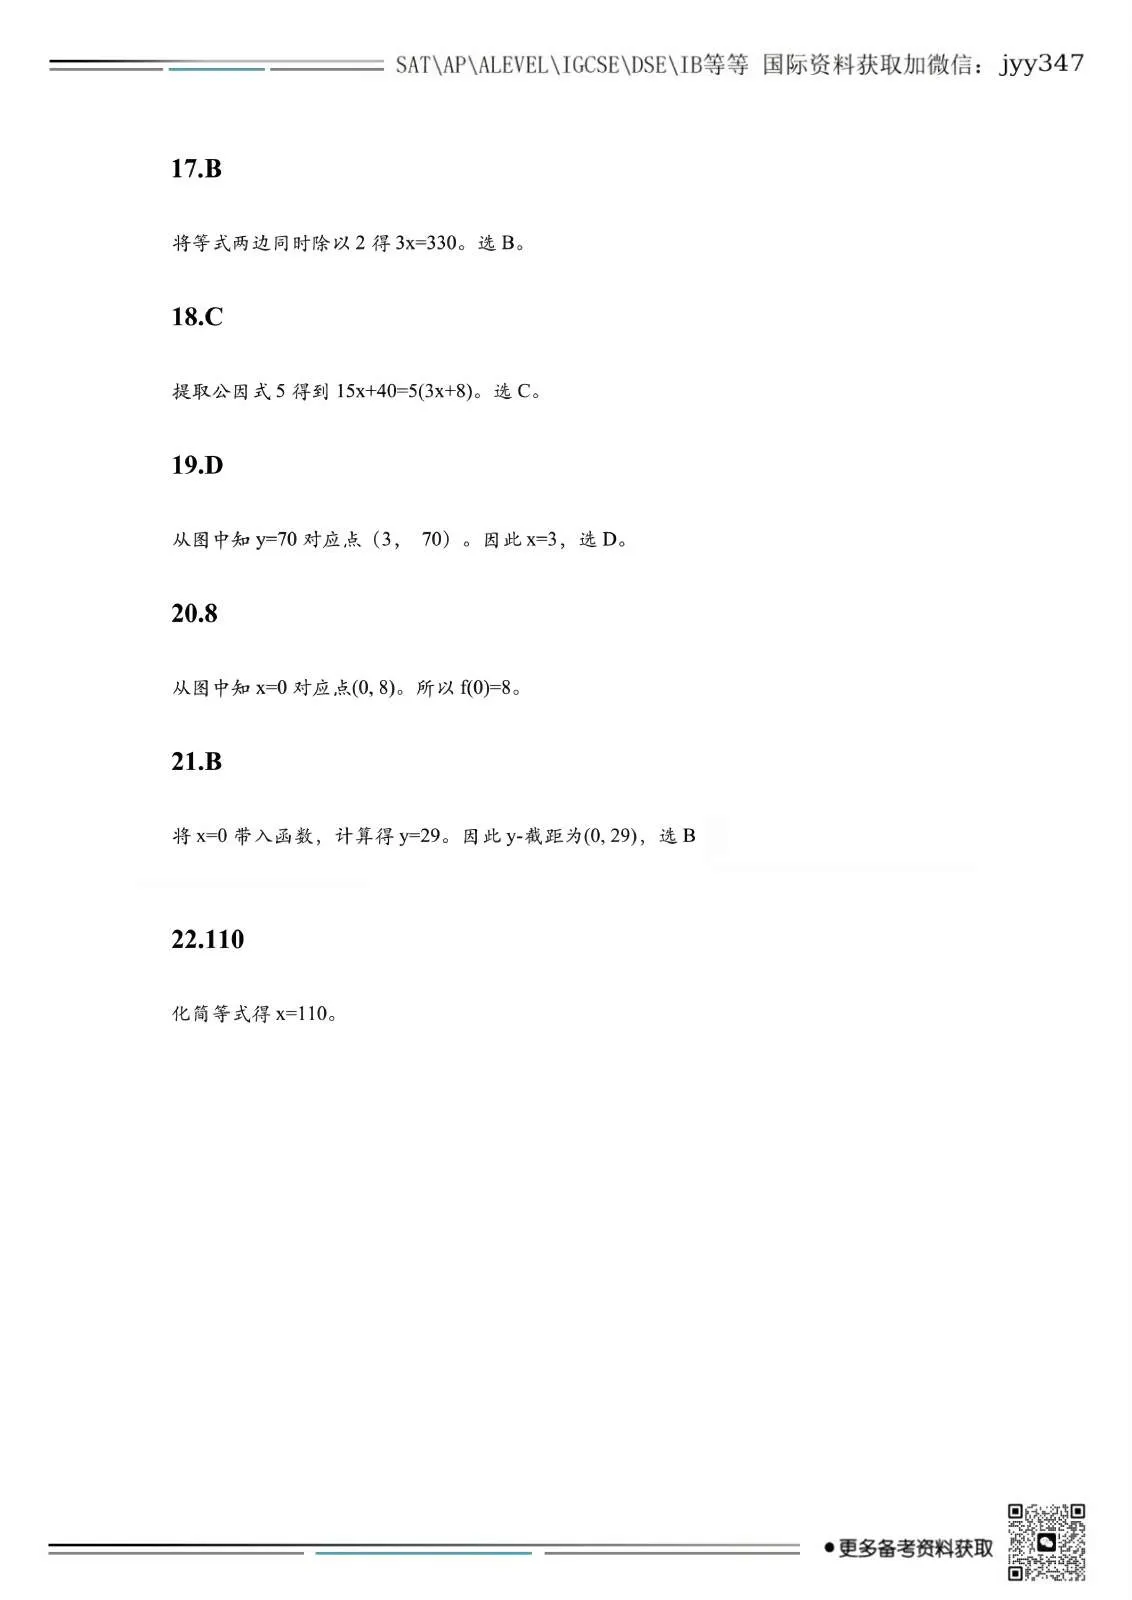 SAT\AP\ALEVEL\IGCSE\DSE\IB等等 国际资料获取加微信：jyy347
17.B
将等式两边同时除以 2 得 3x=330。选 B。
18.C
提取公因式 5 得到 15x+40=5(3x+8)。选 C。
19.D
从图中知 y=70 对应点（3， 70）。因此 x=3，选 D。
20.8
从图中知 x=0 对应点(0, 8)。所以 f(0)=8。
21.B
将 x=0 带入函数，计算得 y=29。因此 y-截距为(0, 29)，选 B
22.110
化简等式得 x=110。
●更多备考资料获取